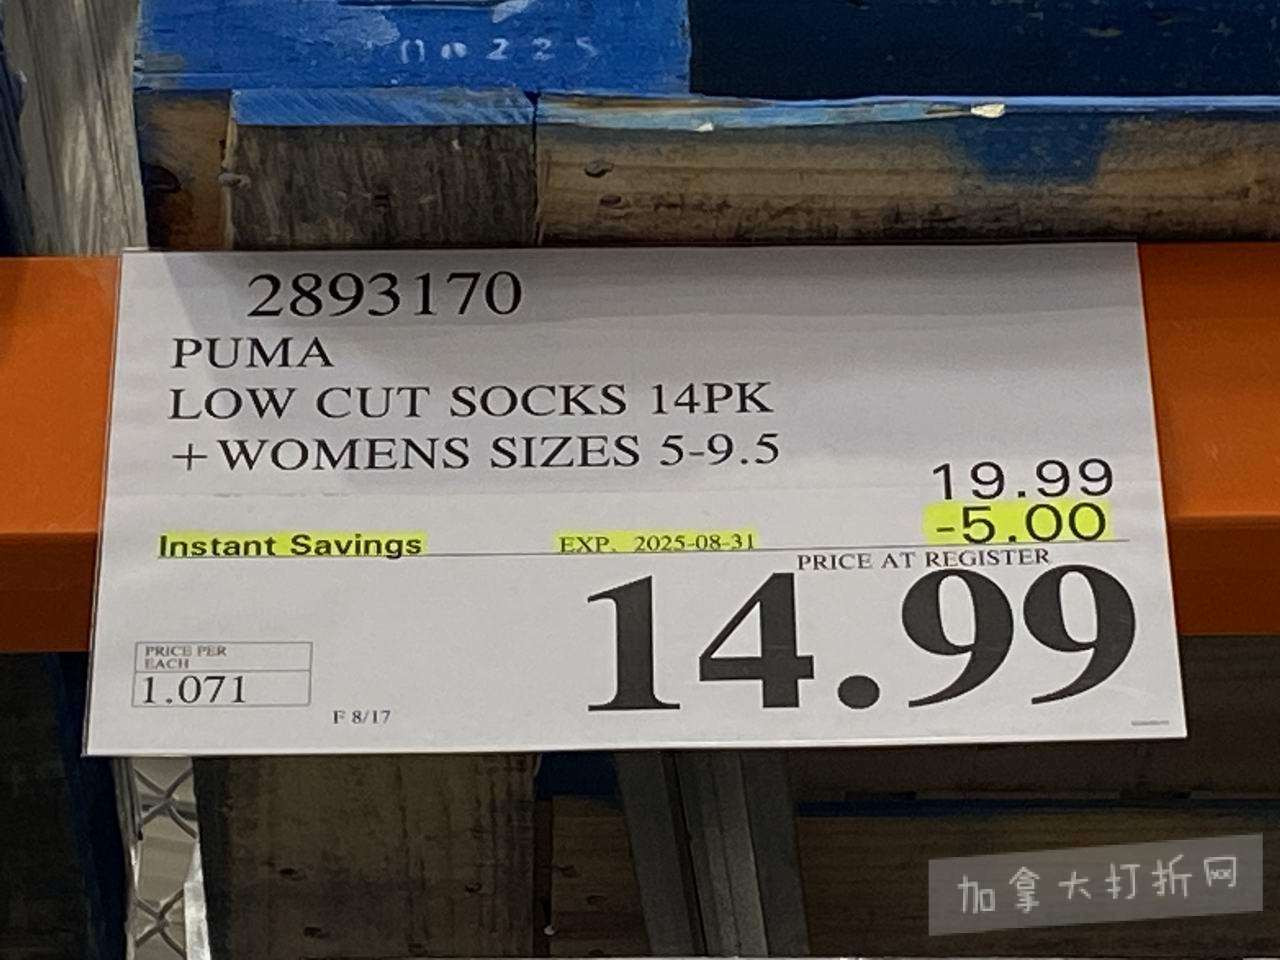 2893170
PUMA
LOW CUT SOCKS 14PK
+WOMENS SIZES 5-9.5
19.99
-5.00
Instant Savings EXP. 2025-08-31
PRICE AT REGISTER
14.99
PRICE PER
EACH
1.071
F 8/17
加拿大打折网